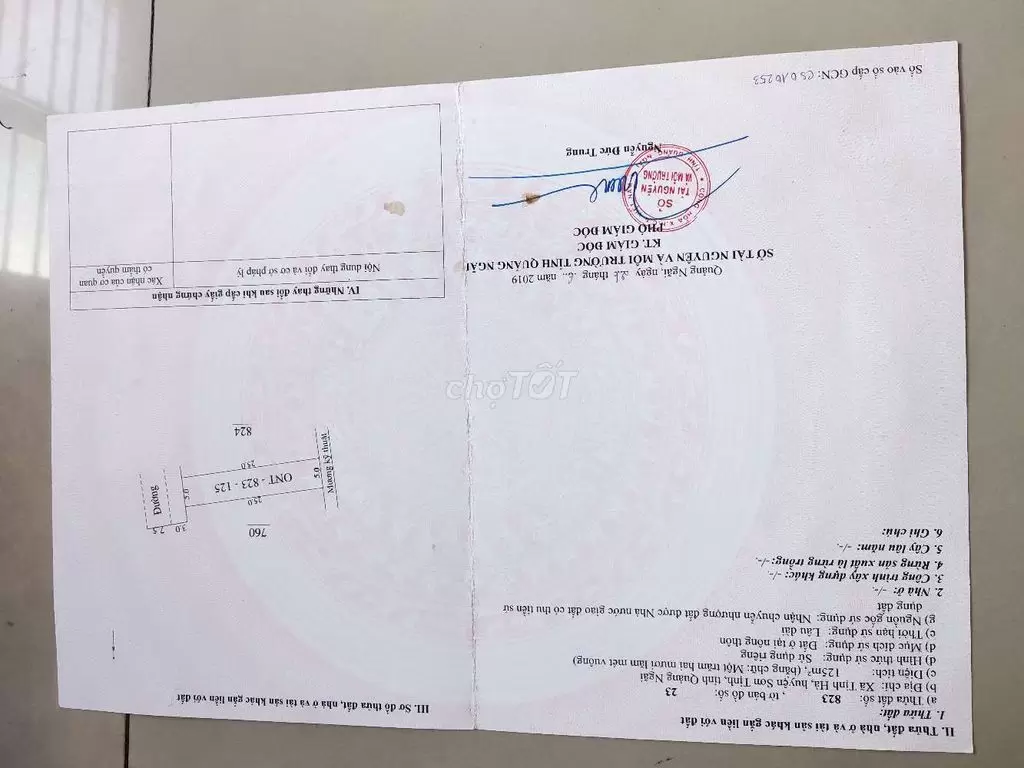 II. Thửa đất, nhà ở và tài sản khác gắn liền với đất
1. Thửa đất:
a) Thửa đất số: 823 , tờ bản đồ số: 23
b) Địa chỉ: Xã Tịnh Hà, huyện Sơn Tịnh, tỉnh Quảng Ngãi
c) Diện tích: 125m², (bằng chữ: Một trăm hai mươi lăm mét vuông)
d) Hình thức sử dụng: Sử dụng riêng
đ) Mục đích sử dụng: Đất ở tại nông thôn
e) Thời hạn sử dụng: Lâu dài
g) Nguồn gốc sử dụng: Nhận chuyển nhượng đất được Nhà nước giao đất có thu tiền sử
dụng đất
2. Nhà ở: -/-.
3. Công trình xây dựng khác: -/-.
4. Rừng sản xuất là rừng trồng: -/-.
5. Cây lâu năm: -/-.
6. Ghi chú:
Quảng Ngãi, ngày tháng 6 năm 2019
SỞ TÀI NGUYÊN VÀ MÔI TRƯỜNG TỈNH QUẢNG NGÃI
KT. GIÁM ĐỐC
PHÓ GIÁM ĐỐC
SỞ
TÀI NGUYÊN
VÀ MÔI TRƯỜNG
Nguyễn Đức Trung
Số vào sổ cấp GCN: CS010253
III. Sơ đồ thửa đất, nhà ở và tài sản khác gắn liền với đất
760
Đường
7.5
3.0
5.0
25.0
ONT - 823 - 125
25.0
5.0
Mương kỹ thuật
824
IV. Những thay đổi sau khi cấp giấy chứng nhận
Nội dung thay đổi và cơ sở pháp lý
Xác nhận của cơ quan
có thẩm quyền
chợTỐT